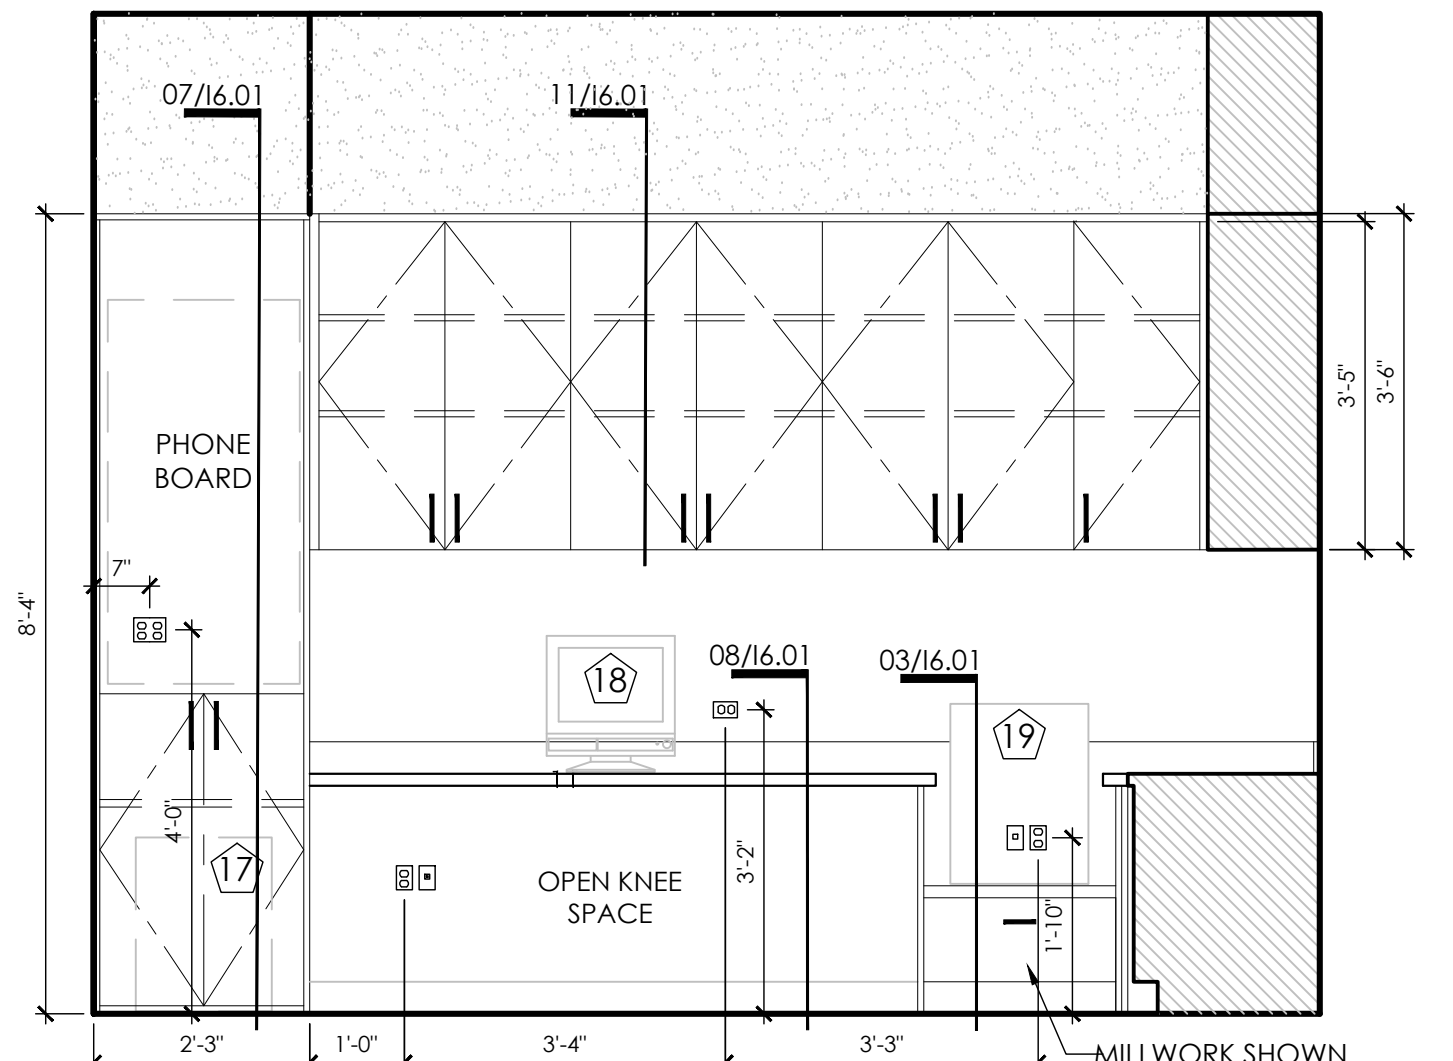 07/I6.01
11/I6.01
PHONE
BOARD
3'-5"
3'-6"
7"
8'-4"
18
08/I6.01
03/I6.01
19
4'-0"
17
3'-2"
OPEN KNEE
SPACE
1'-10"
2'-3"
1'-0"
3'-4"
3'-3"
MILLWORK SHOWN